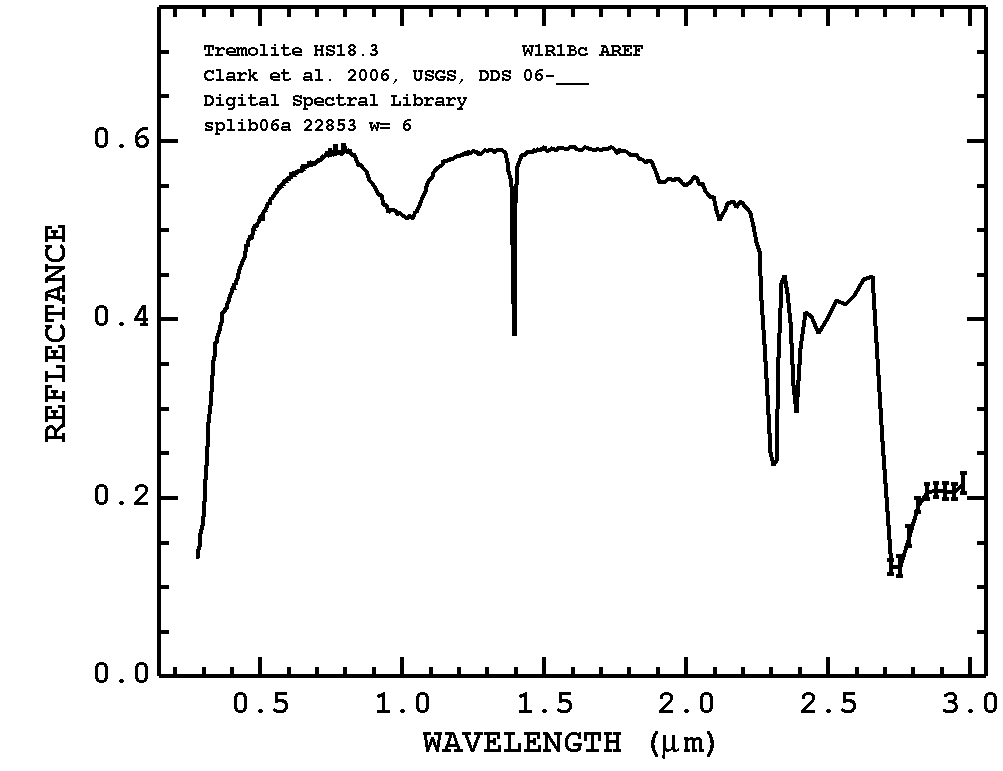 Tremolite HS18.3 W1R1Bc AREF
Clark et al. 2006, USGS, DDS 06-___
Digital Spectral Library
splib06a 22853 w= 6
0.6
0.4
0.2
0.0
REFLECTANCE
0.5 1.0 1.5 2.0 2.5 3.0
WAVELENGTH (μm)